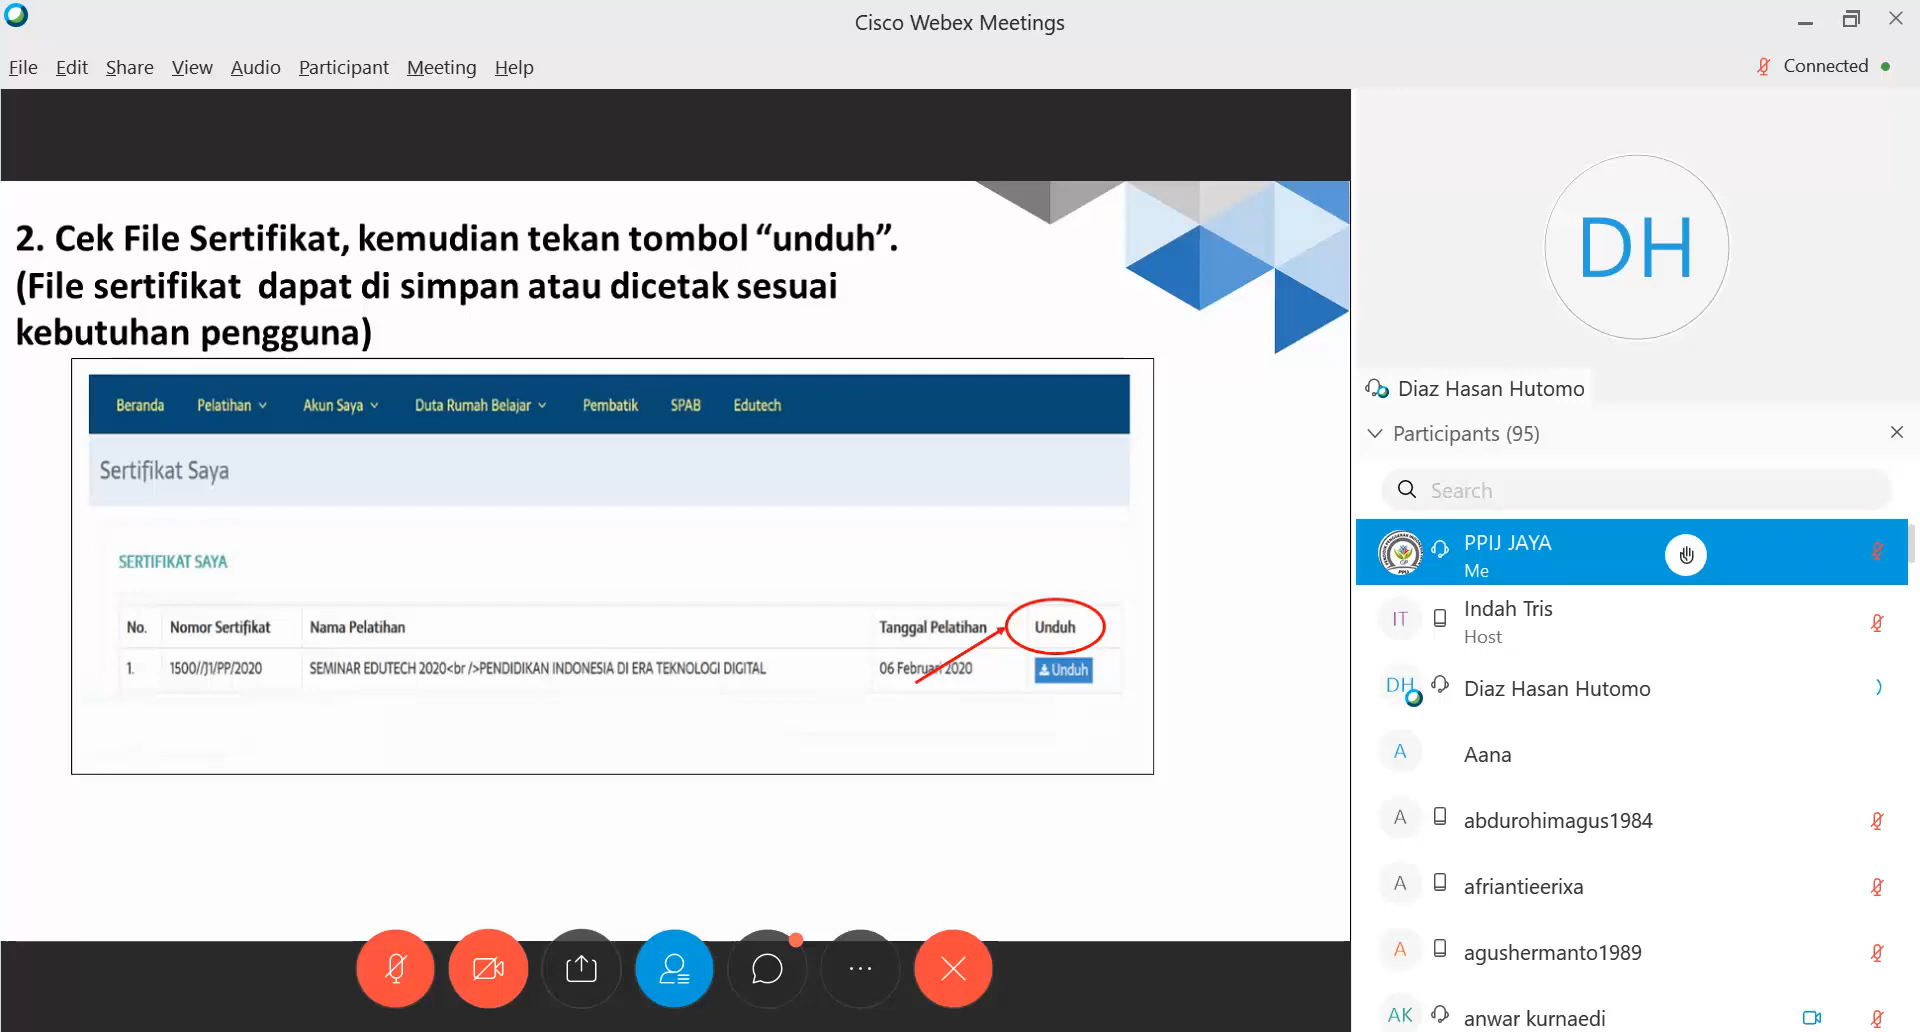 Cisco Webex Meetings
File Edit Share View Audio Participant Meeting Help
Connected
2. Cek File Sertifikat, kemudian tekan tombol “unduh”.
(File sertifikat dapat di simpan atau dicetak sesuai
kebutuhan pengguna)
Beranda Pelatihan Akun Saya Duta Rumah Belajar Pembatik SPAB Edutech
Sertifikat Saya
SERTIFIKAT SAYA
No. Nomor Sertifikat Nama Pelatihan Tanggal Pelatihan Unduh
1. 1500//J1/PP/2020 SEMINAR EDUTECH 2020<br />PENDIDIKAN INDONESIA DI ERA TEKNOLOGI DIGITAL 06 Februari 2020 Unduh
DH
Diaz Hasan Hutomo
Participants (95)
Search
PPIJ JAYA
Me
IT Indah Tris
Host
DH Diaz Hasan Hutomo
A Aana
A abdurohimagus1984
A afriantieerixa
A agushermanto1989
AK anwar kurnaedi